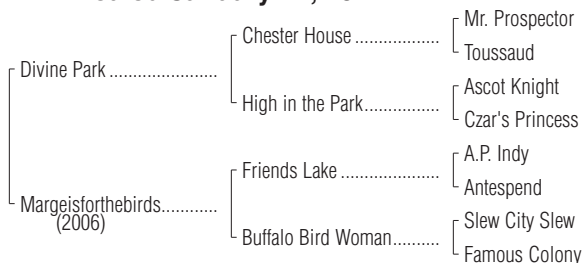 Mr. Prospector
Chester House ..................
Toussaud
Divine Park .......................
Ascot Knight
High in the Park................
Czar's Princess
A.P. Indy
Friends Lake .....................
Antespend
Margeisforthebirds............
(2006)
Slew City Slew
Buffalo Bird Woman..........
Famous Colony